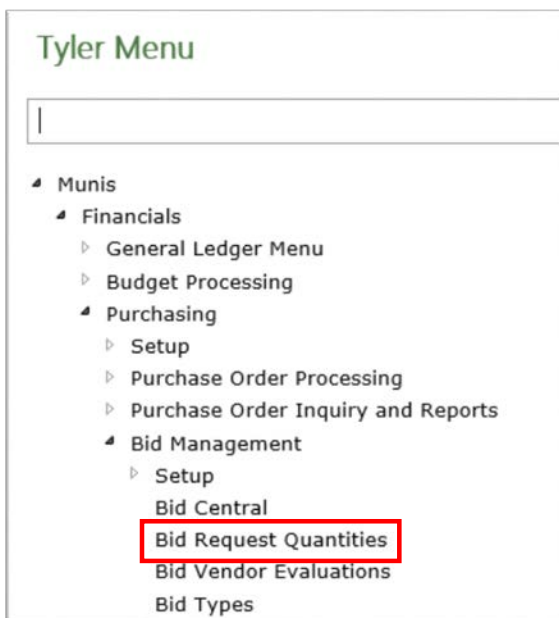 Tyler Menu
Munis
Financials
General Ledger Menu
Budget Processing
Purchasing
Setup
Purchase Order Processing
Purchase Order Inquiry and Reports
Bid Management
Setup
Bid Central
Bid Request Quantities
Bid Vendor Evaluations
Bid Types